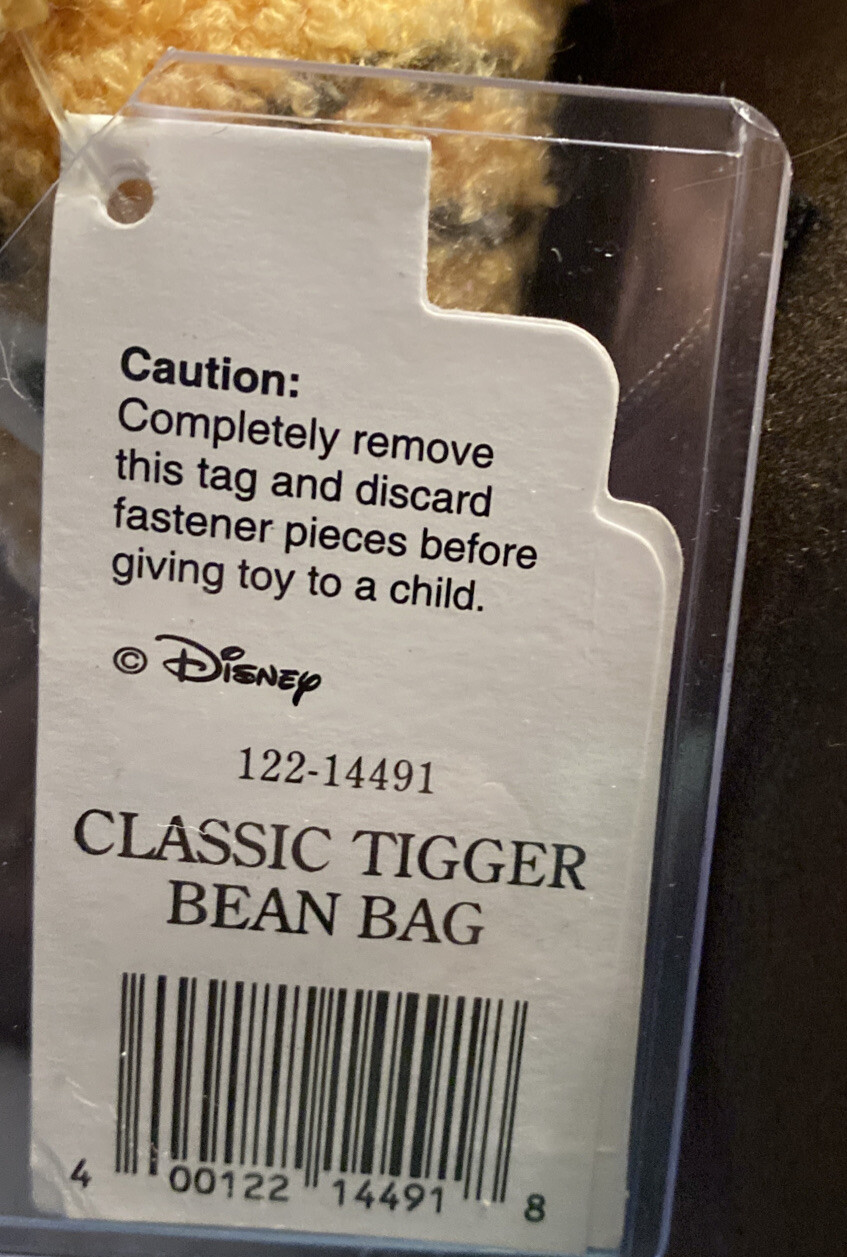 Caution:
Completely remove
this tag and discard
fastener pieces before
giving toy to a child.
© Disney
122-14491
CLASSIC TIGGER
BEAN BAG
4 00122 14491 8